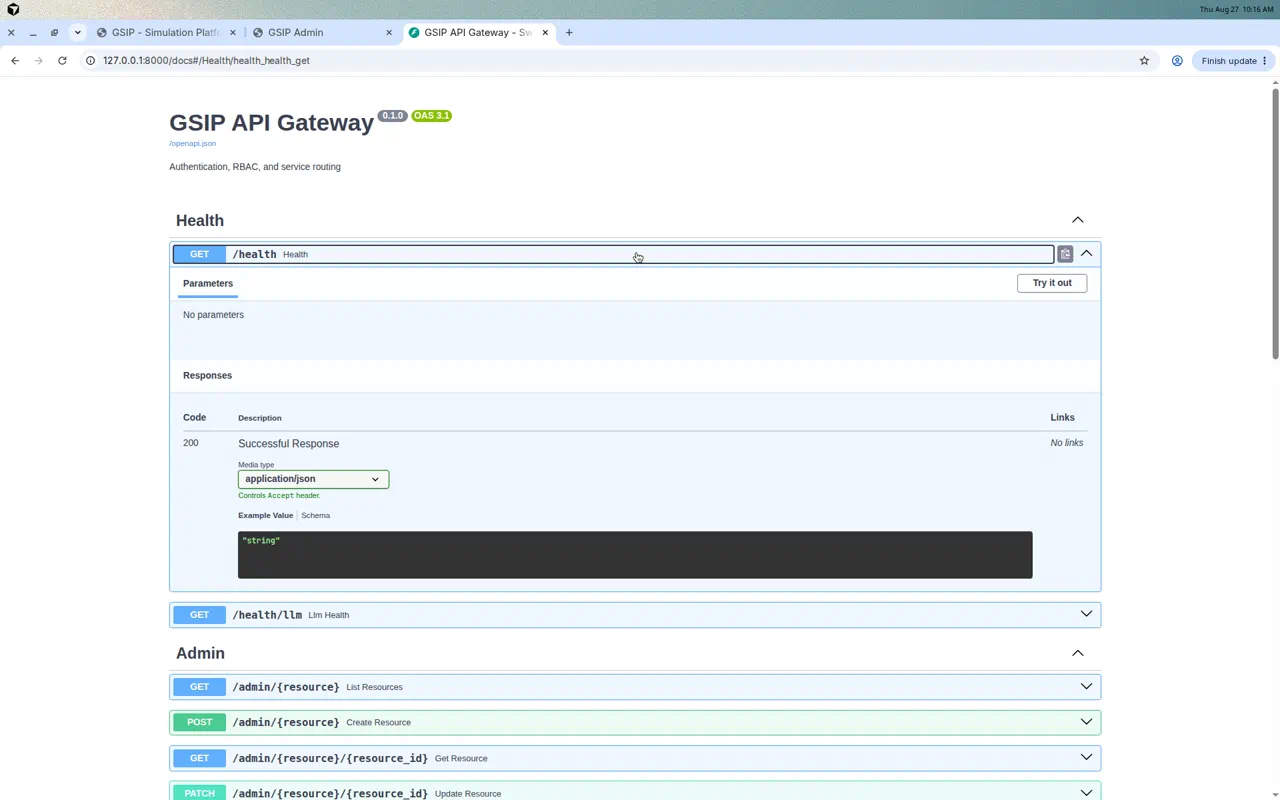 Thu Aug 27 10:16 AM
GSIP - Simulation Platf
GSIP Admin
GSIP API Gateway - Sw
127.0.0.1:8000/docs#/Health/health_health_get
Finish update
GSIP API Gateway 0.1.0 OAS 3.1
/openapi.json
Authentication, RBAC, and service routing
Health
GET /health Health
Parameters
Try it out
No parameters
Responses
Code Description Links
200 Successful Response No links
Media type
application/json
Controls Accept header.
Example Value Schema
"string"
GET /health/llm Llm Health
Admin
GET /admin/{resource} List Resources
POST /admin/{resource} Create Resource
GET /admin/{resource}/{resource_id} Get Resource
PATCH /admin/{resource}/{resource_id} Update Resource